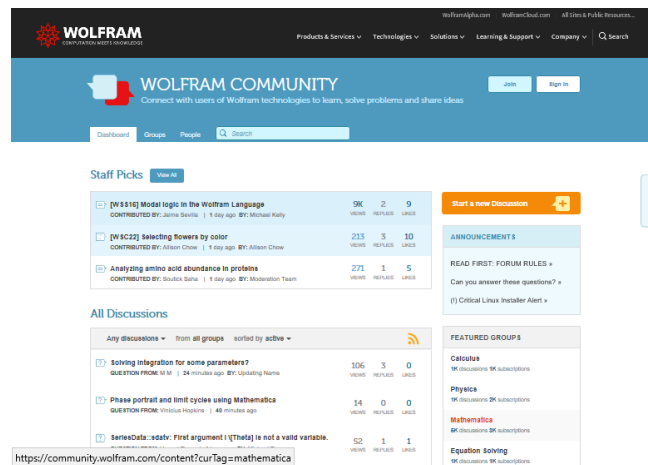 WolframAlpha.com WolframCloud.com All Sites & Public Resources...
WOLFRAM
COMPUTATION MEETS KNOWLEDGE
Products & Services Technologies Solutions Learning & Support Company Search
WOLFRAM COMMUNITY
Connect with users of Wolfram technologies to learn, solve problems and share ideas
Join Sign In
Dashboard Groups People Search
Staff Picks View All
[WSS16] Modal logic in the Wolfram Language
CONTRIBUTED BY: Jaime Sevilla | 1 day ago BY: Michael Kelly
9K VIEWS 2 REPLIES 9 LIKES
[WSC22] Selecting flowers by color
CONTRIBUTED BY: Allison Chow | 1 day ago BY: Allison Chow
213 VIEWS 3 REPLIES 10 LIKES
Analyzing amino acid abundance in proteins
CONTRIBUTED BY: Soutick Saha | 1 day ago BY: Moderation Team
271 VIEWS 1 REPLIES 5 LIKES
Start a new Discussion
ANNOUNCEMENTS
READ FIRST: FORUM RULES »
Can you answer these questions? »
(!) Critical Linux Installer Alert »
All Discussions
Any discussions from all groups sorted by active
Solving integration for some parameters?
QUESTION FROM: M M | 24 minutes ago BY: Updating Name
106 VIEWS 3 REPLIES 0 LIKES
Phase portrait and limit cycles using Mathematica
QUESTION FROM: Vinicius Hopkins | 40 minutes ago
14 VIEWS 0 REPLIES 0 LIKES
SeriesData::sdatv: First argument I \[Theta] is not a valid variable.
52 VIEWS 1 REPLIES 1 LIKES
FEATURED GROUPS
Calculus
1K discussions 1K subscriptions
Physics
1K discussions 2K subscriptions
Mathematica
6K discussions 3K subscriptions
Equation Solving
1K discussions 1K subscriptions
https://community.wolfram.com/content?curTag=mathematica